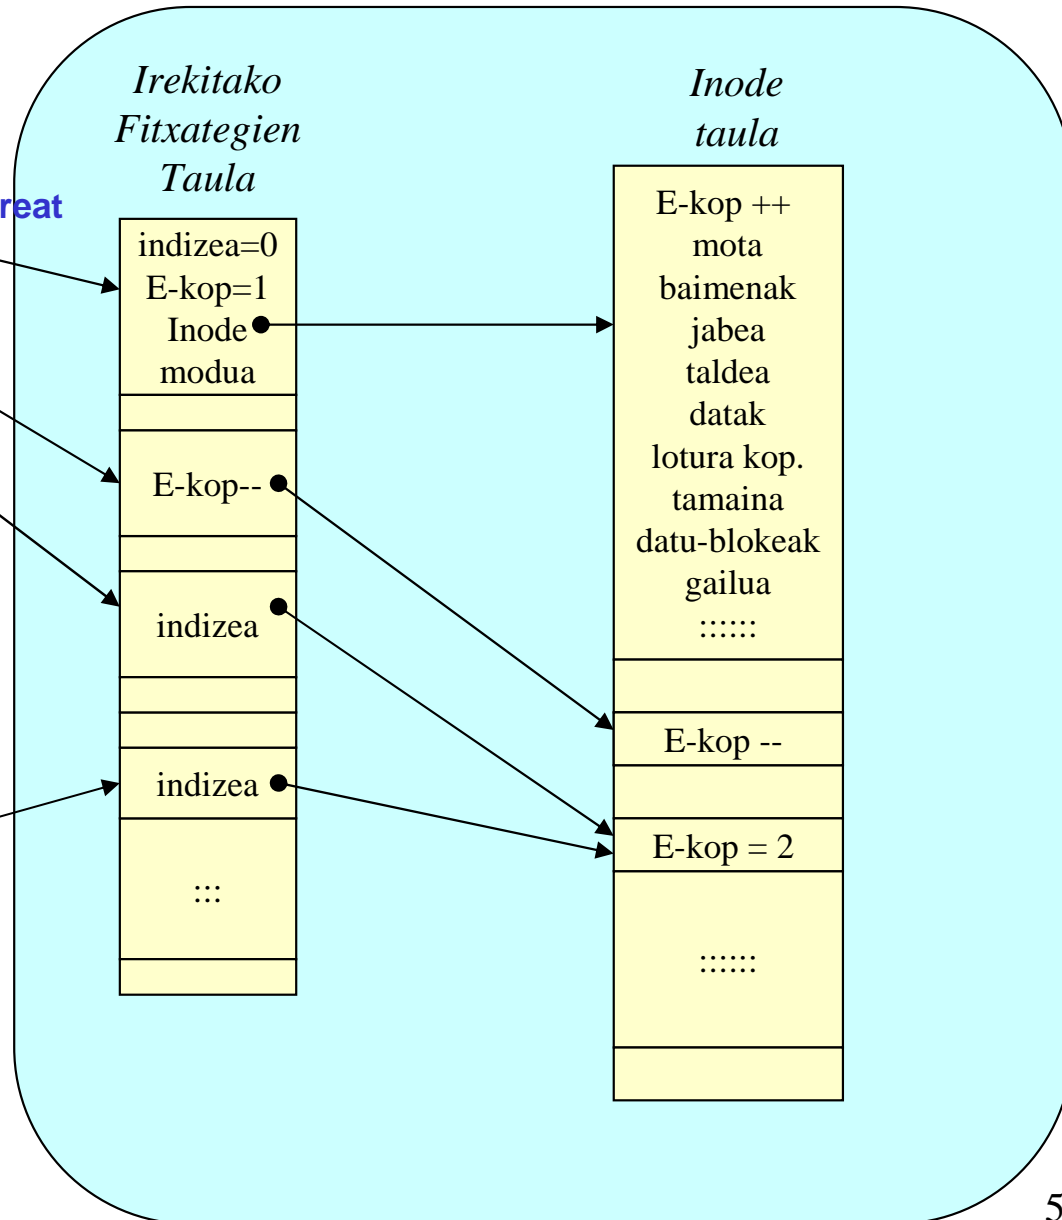 Irekitako
Fitxategien
Taula
reat
indizea=0
E-kop=1
Inode
modua
E-kop--
indizea
indizea
:::
Inode
taula
E-kop ++
mota
baimenak
jabea
taldea
datak
lotura kop.
tamaina
datu-blokeak
gailua
::::::
E-kop --
E-kop = 2
::::::
5